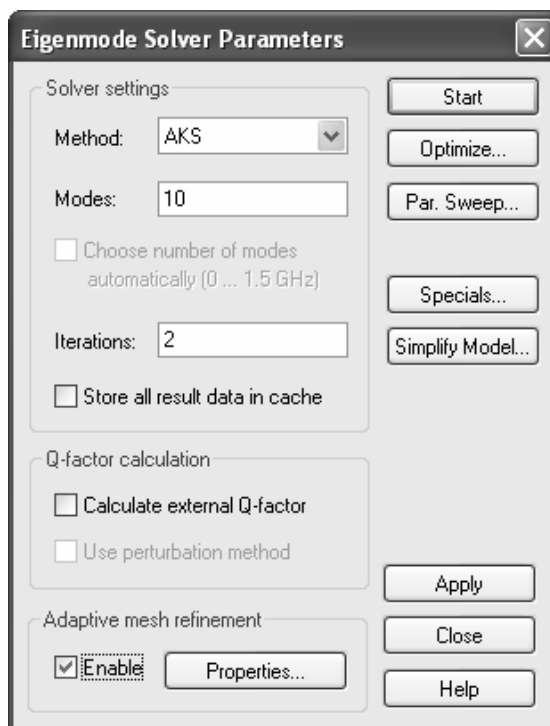 Eigenmode Solver Parameters
Solver settings
Method: AKS
Modes: 10
Choose number of modes
automatically (0 ... 1.5 GHz)
Iterations: 2
Store all result data in cache
Q-factor calculation
Calculate external Q-factor
Use perturbation method
Adaptive mesh refinement
Enable Properties...
Start
Optimize...
Par. Sweep...
Specials...
Simplify Model...
Apply
Close
Help